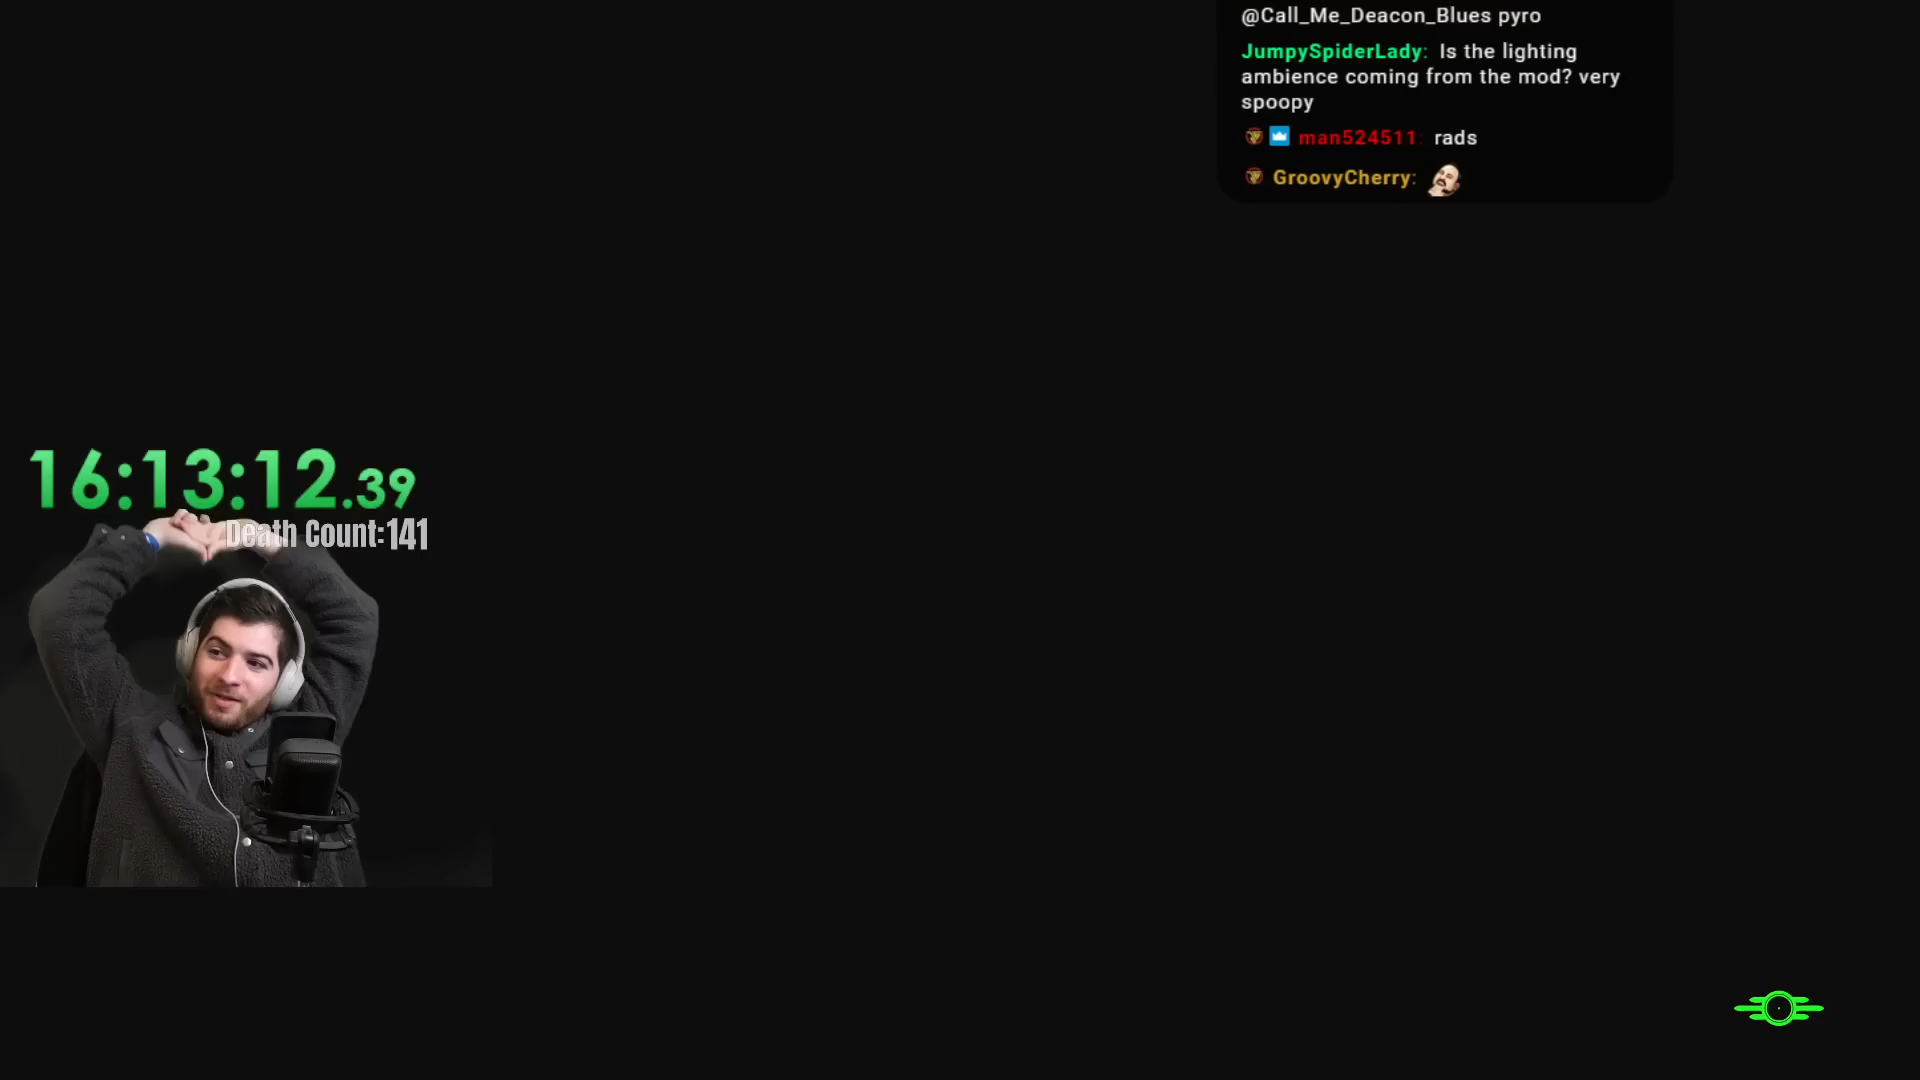 @Call_Me_Deacon_Blues pyro
JumpySpiderLady: Is the lighting
ambience coming from the mod? very
spoopy
man524511: rads
GroovyCherry:
16:13:12.39
Death Count:141